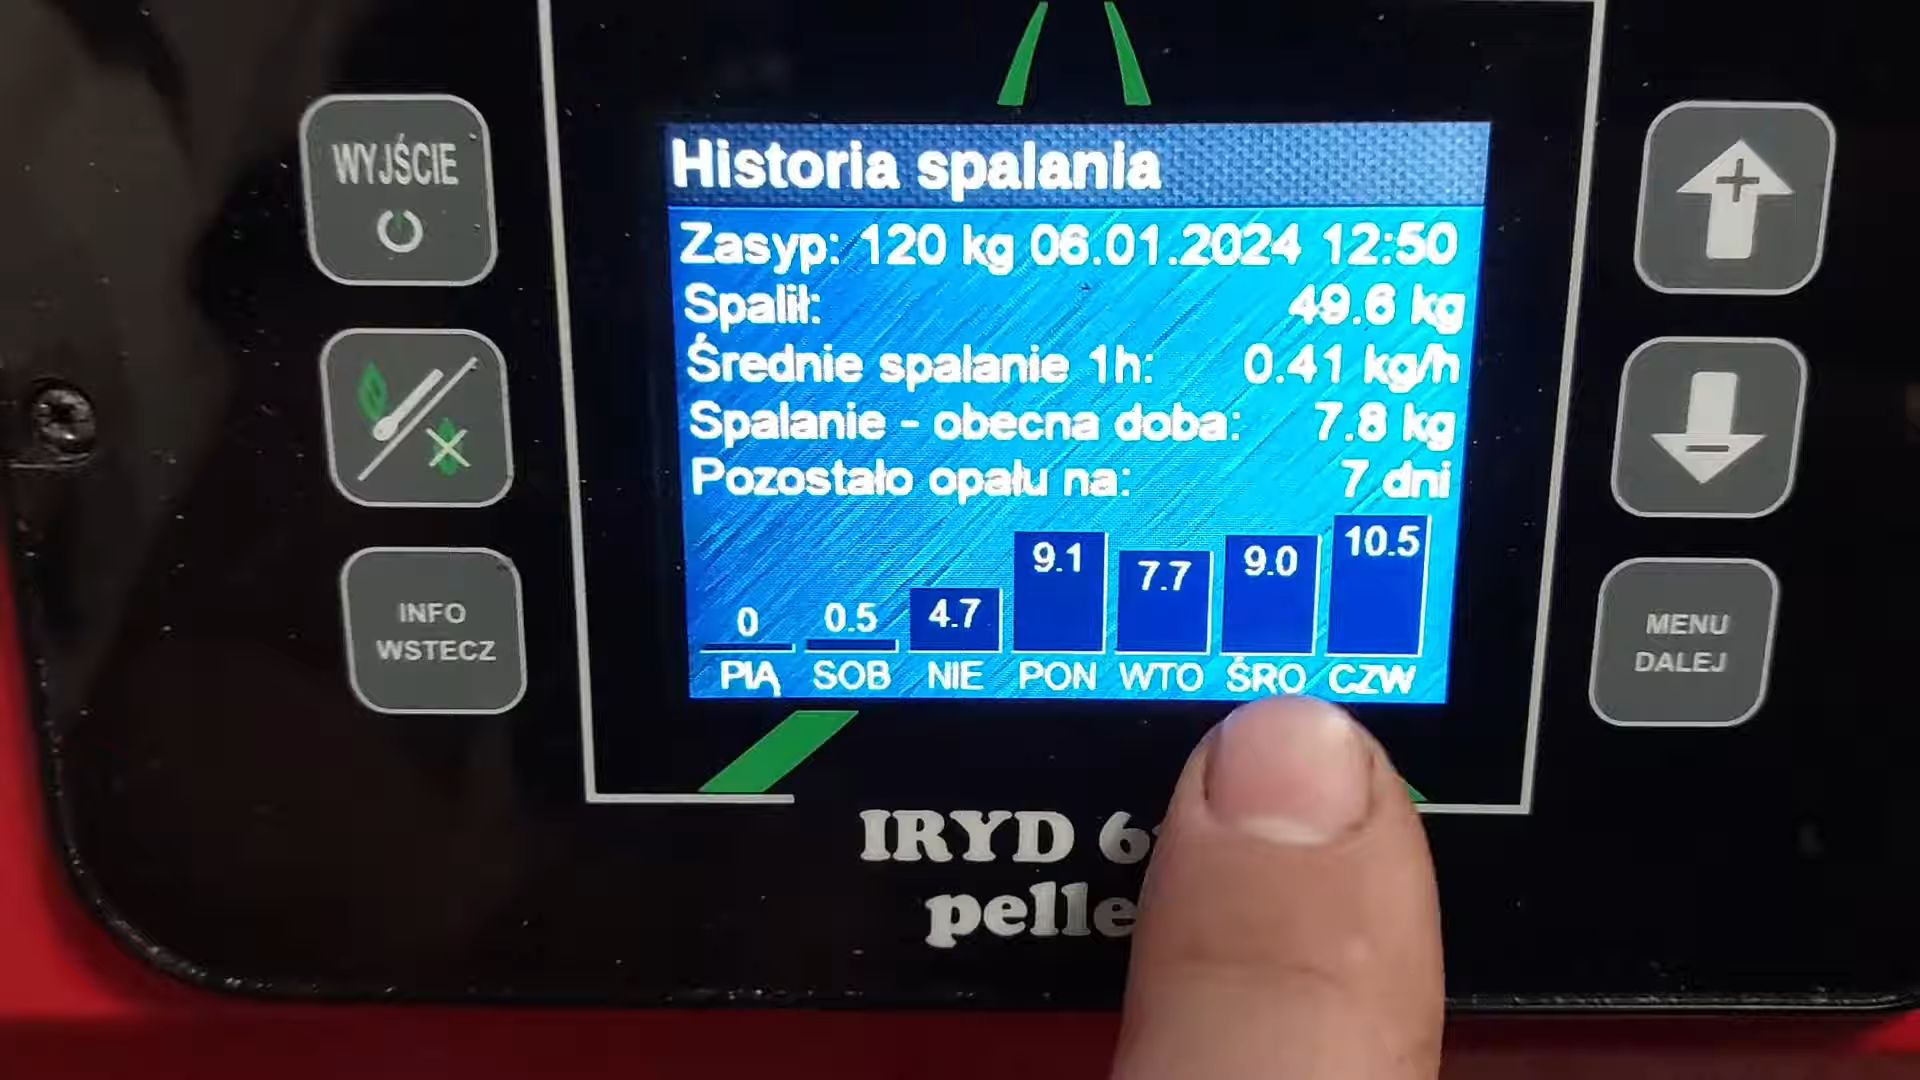 WYJŚCIE
INFO
WSTECZ
Historia spalania
Zasyp: 120 kg 06.01.2024 12:50
Spalił: 49.6 kg
Średnie spalanie 1h: 0.41 kg/h
Spalanie - obecna doba: 7.8 kg
Pozostało opału na: 7 dni
0 0.5 4.7 9.1 7.7 9.0 10.5
PIĄ SOB NIE PON WTO ŚRO CZW
+
-
MENU
DALEJ
IRYD